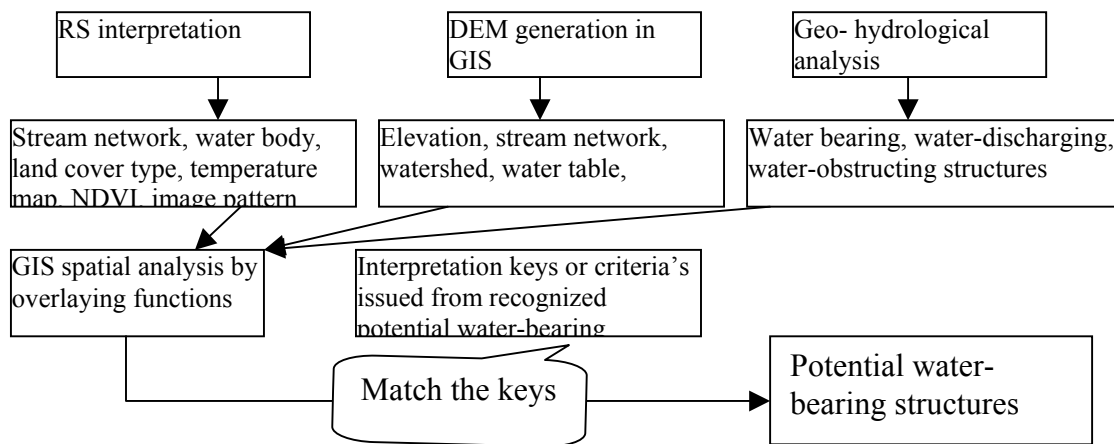 RS interpretation
DEM generation in
GIS
Geo- hydrological
analysis
Stream network, water body,
land cover type, temperature
map, NDVI, image pattern
Elevation, stream network,
watershed, water table,
Water bearing, water-discharging,
water-obstructing structures
GIS spatial analysis by
overlaying functions
Interpretation keys or criteria's
issued from recognized
potential water-bearing
Match the keys
Potential water-
bearing structures